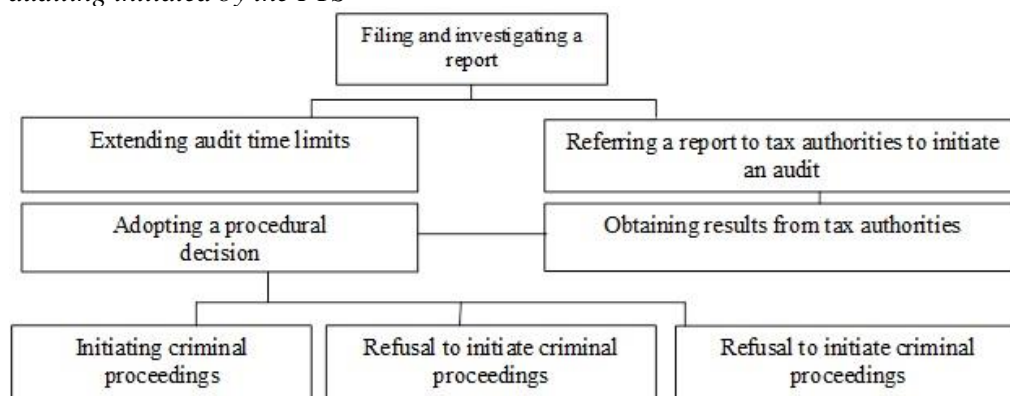 auditing initiated by the FTS
Filing and investigating a
report
Extending audit time limits
Referring a report to tax authorities to initiate
an audit
Adopting a procedural
decision
Obtaining results from tax authorities
Initiating criminal
proceedings
Refusal to initiate criminal
proceedings
Refusal to initiate criminal
proceedings